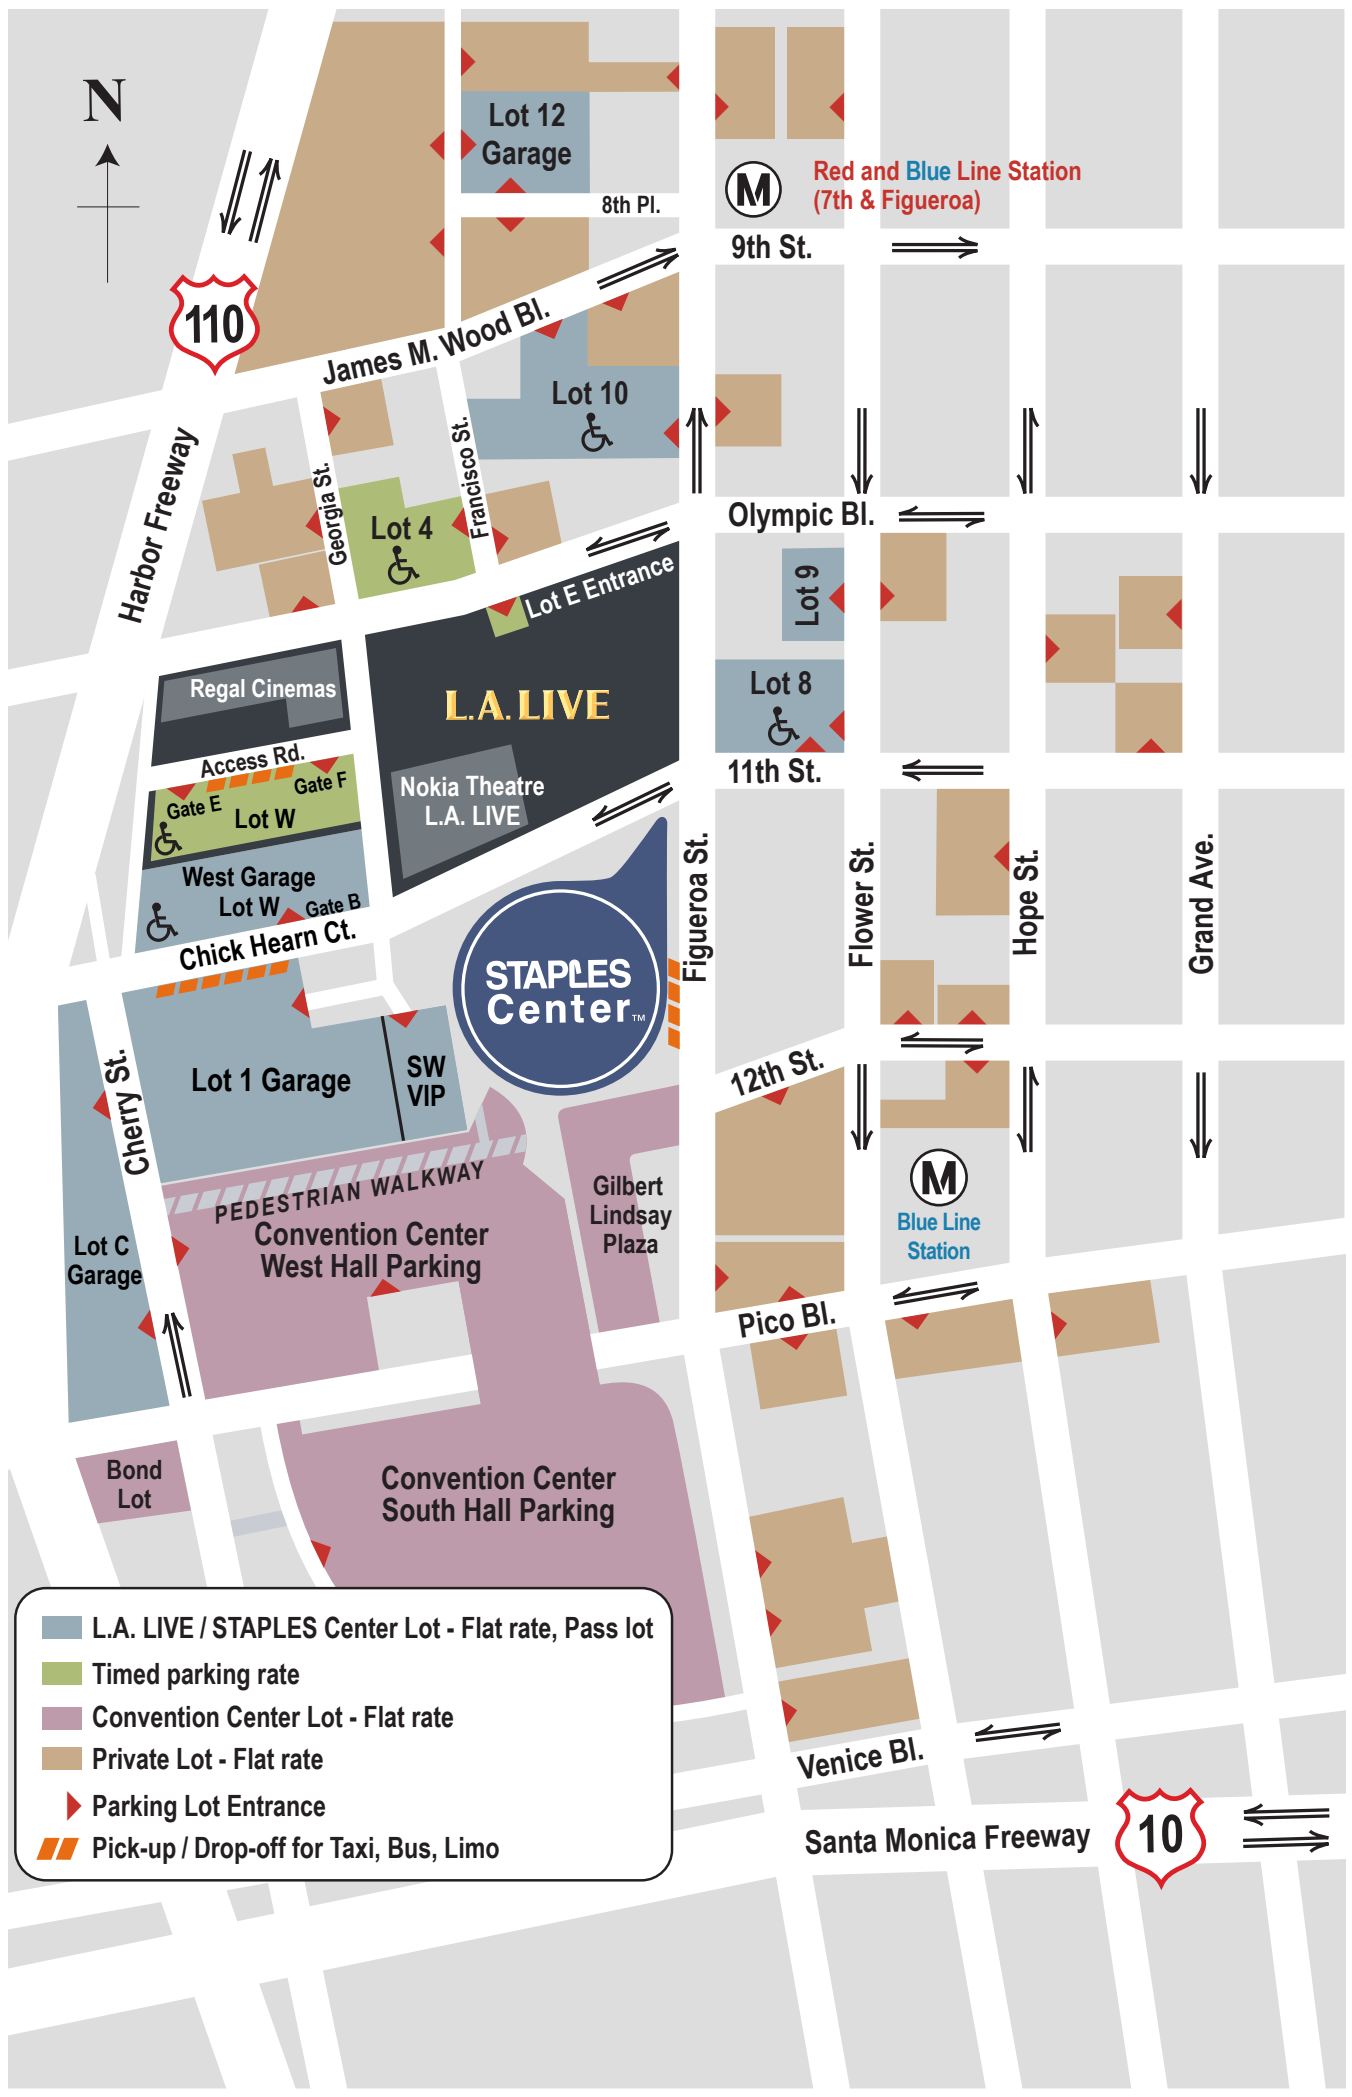 N
Lot 12
Garage
8th Pl.
M
Red and Blue Line Station
(7th & Figueroa)
9th St.
110
James M. Wood Bl.
Lot 10
Harbor Freeway
Georgia St.
Francisco St.
Lot 4
Olympic Bl.
Lot E Entrance
Lot 9
Regal Cinemas
L.A. LIVE
Lot 8
Access Rd.
11th St.
Gate E
Gate F
Lot W
Nokia Theatre
L.A. LIVE
West Garage
Lot W
Gate B
Chick Hearn Ct.
Figueroa St.
Flower St.
Hope St.
Grand Ave.
STAPLES
Center™
12th St.
Cherry St.
Lot 1 Garage
SW
VIP
PEDESTRIAN WALKWAY
Gilbert
Lindsay
Plaza
M
Blue Line
Station
Convention Center
West Hall Parking
Lot C
Garage
Pico Bl.
Bond
Lot
Convention Center
South Hall Parking
L.A. LIVE / STAPLES Center Lot - Flat rate, Pass lot
Timed parking rate
Convention Center Lot - Flat rate
Private Lot - Flat rate
Parking Lot Entrance
Pick-up / Drop-off for Taxi, Bus, Limo
Venice Bl.
Santa Monica Freeway
10